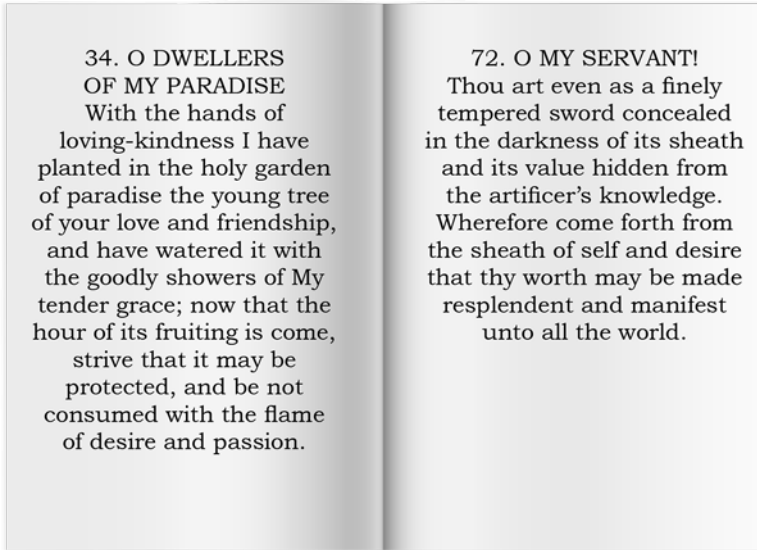 34. O DWELLERS
OF MY PARADISE
With the hands of
loving-kindness I have
planted in the holy garden
of paradise the young tree
of your love and friendship,
and have watered it with
the goodly showers of My
tender grace; now that the
hour of its fruiting is come,
strive that it may be
protected, and be not
consumed with the flame
of desire and passion.
72. O MY SERVANT!
Thou art even as a finely
tempered sword concealed
in the darkness of its sheath
and its value hidden from
the artificer’s knowledge.
Wherefore come forth from
the sheath of self and desire
that thy worth may be made
resplendent and manifest
unto all the world.